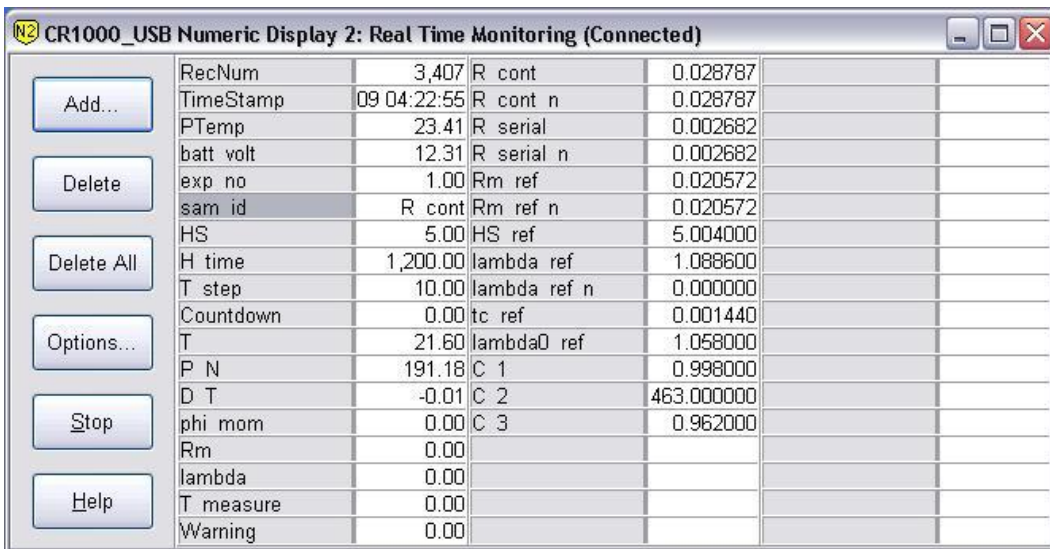 N2 CR1000_USB Numeric Display 2: Real Time Monitoring (Connected)
Add...
Delete
Delete All
Options...
Stop
Help
RecNum 3,407 R cont 0.028787
TimeStamp 09 04:22:55 R cont n 0.028787
PTemp 23.41 R serial 0.002682
batt volt 12.31 R serial n 0.002682
exp no 1.00 Rm ref 0.020572
sam id R cont Rm ref n 0.020572
HS 5.00 HS ref 5.004000
H time 1,200.00 lambda ref 1.088600
T step 10.00 lambda ref n 0.000000
Countdown 0.00 tc ref 0.001440
T 21.60 lambda0 ref 1.058000
P N 191.18 C 1 0.998000
D T -0.01 C 2 463.000000
phi mom 0.00 C 3 0.962000
Rm 0.00
lambda 0.00
T measure 0.00
Warning 0.00